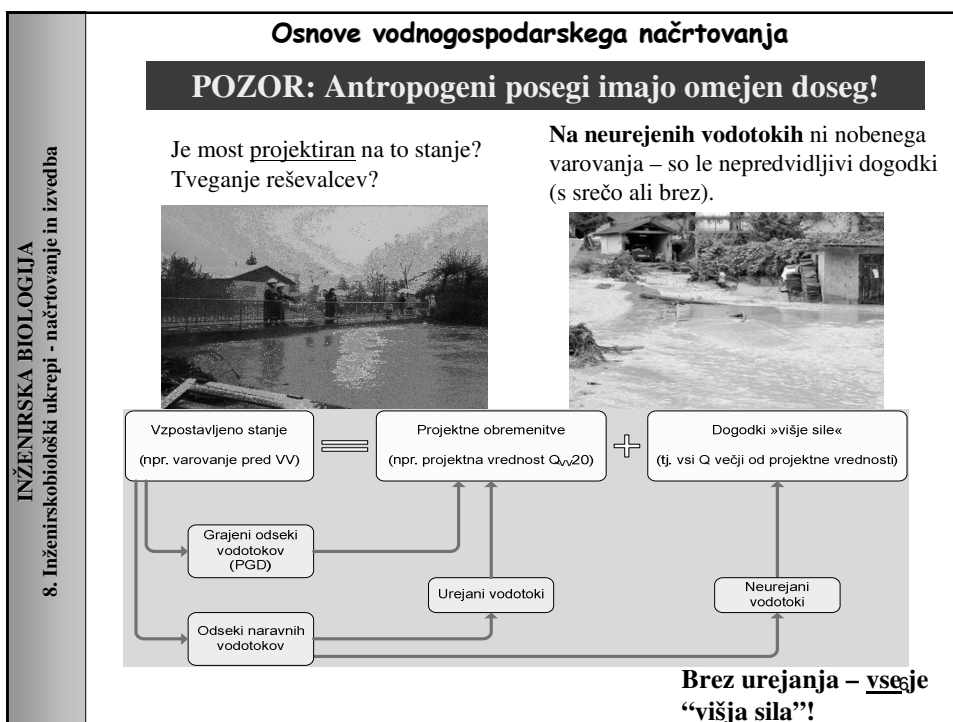 Osnove vodnogospodarskega načrtovanja
POZOR: Antropogeni posegi imajo omejen doseg!
INŽENIRSKA BIOLOGIJA
8. Inženirskobiološki ukrepi - načrtovanje in izvedba
Je most projektiran na to stanje?
Tveganje reševalcev?
Na neurejenih vodotokih ni nobenega
varovanja – so le nepredvidljivi dogodki
(s srečo ali brez).
Vzpostavljeno stanje
(npr. varovanje pred VV)
=
Projektne obremenitve
(npr. projektna vrednost Qvv20)
+
Dogodki »višje sile«
(tj. vsi Q večji od projektne vrednosti)
Grajeni odseki
vodotokov
(PGD)
Urejani vodotoki
Neurejani
vodotoki
Odseki naravnih
vodotokov
Brez urejanja – vse je
“višja sila”!
6